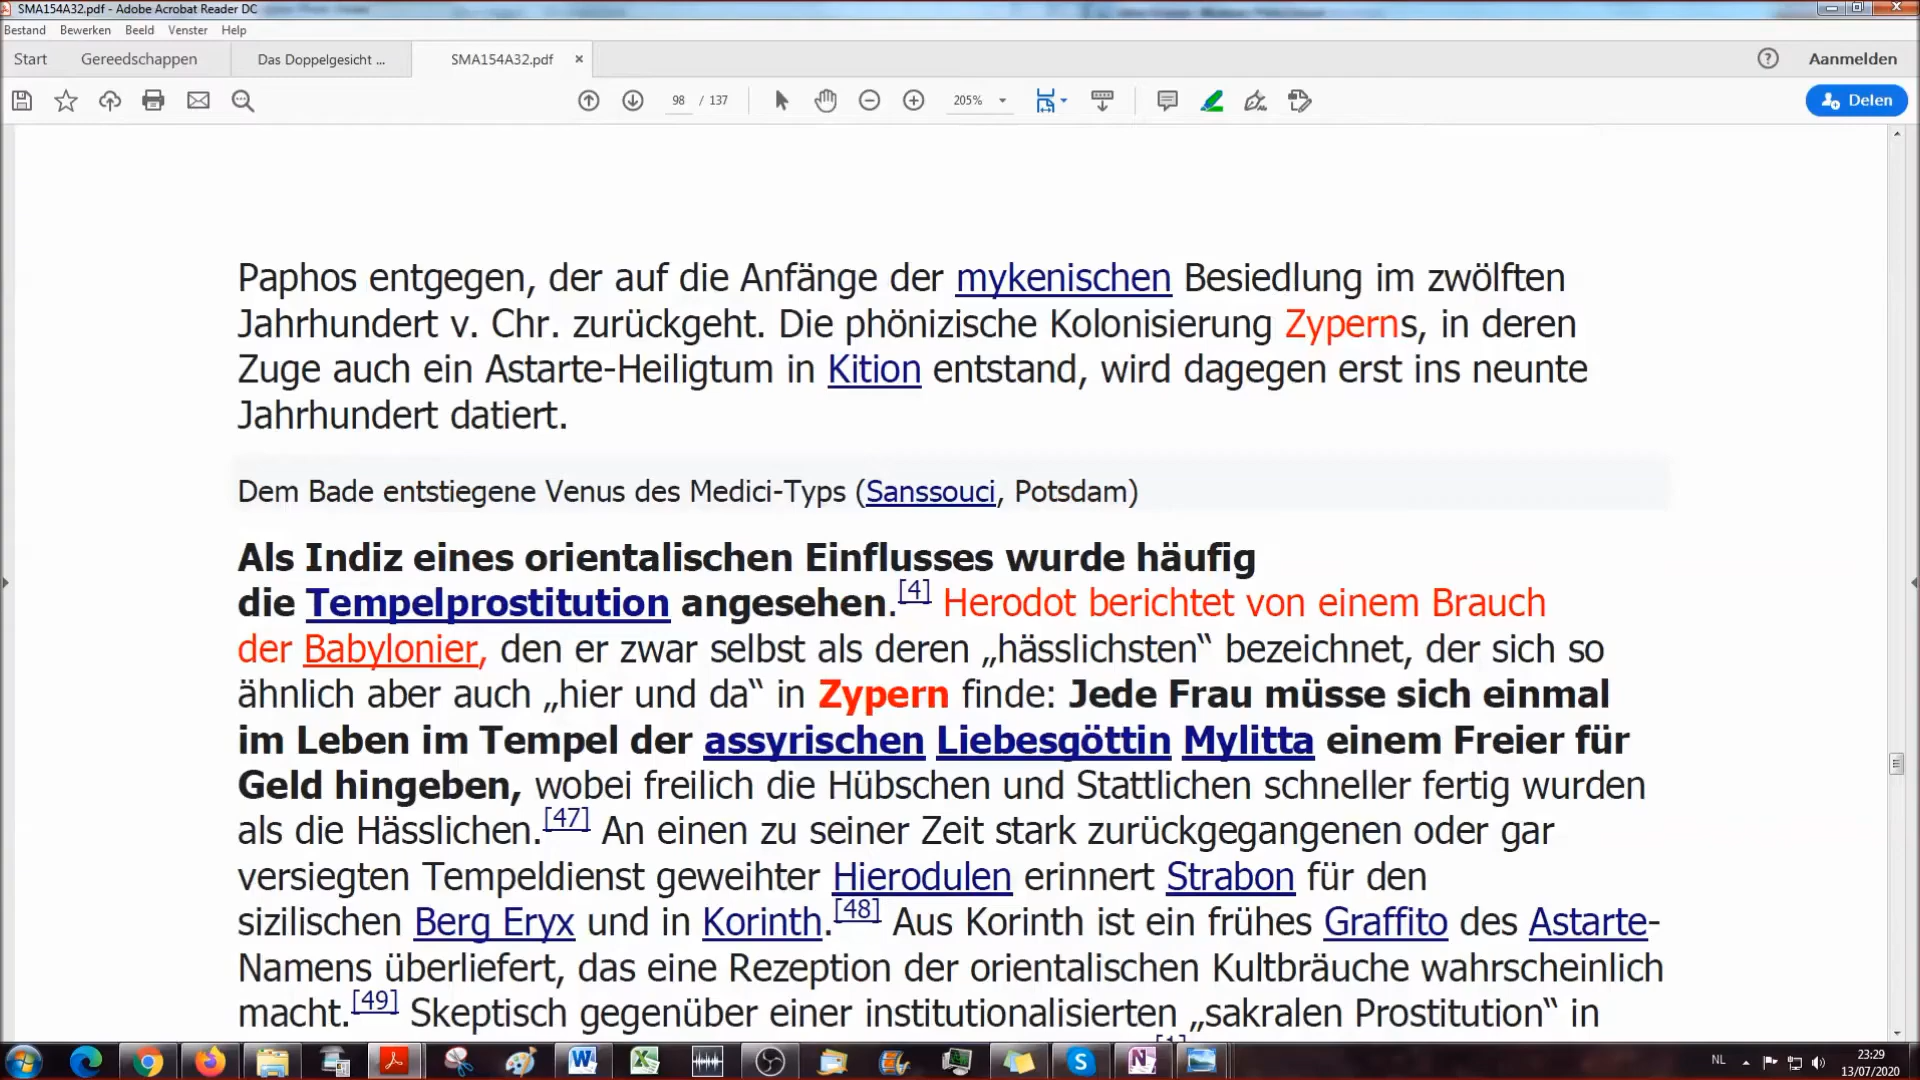 SMA154A32.pdf - Adobe Acrobat Reader DC
Bestand Bewerken Beeld Venster Help
Start Gereedschappen Das Doppelgesicht ... SMA154A32.pdf × ? Aanmelden
98 / 137 205% Delen
Paphos entgegen, der auf die Anfänge der mykenischen Besiedlung im zwölften
Jahrhundert v. Chr. zurückgeht. Die phönizische Kolonisierung Zyperns, in deren
Zuge auch ein Astarte-Heiligtum in Kition entstand, wird dagegen erst ins neunte
Jahrhundert datiert.
Dem Bade entstiegene Venus des Medici-Typs (Sanssouci, Potsdam)
Als Indiz eines orientalischen Einflusses wurde häufig
die Tempelprostitution angesehen.[4] Herodot berichtet von einem Brauch
der Babylonier, den er zwar selbst als deren „hässlichsten“ bezeichnet, der sich so
ähnlich aber auch „hier und da“ in Zypern finde: Jede Frau müsse sich einmal
im Leben im Tempel der assyrischen Liebesgöttin Mylitta einem Freier für
Geld hingeben, wobei freilich die Hübschen und Stattlichen schneller fertig wurden
als die Hässlichen.[47] An einen zu seiner Zeit stark zurückgegangenen oder gar
versiegten Tempeldienst geweihter Hierodulen erinnert Strabon für den
sizilischen Berg Eryx und in Korinth.[48] Aus Korinth ist ein frühes Graffito des Astarte-
Namens überliefert, das eine Rezeption der orientalischen Kultbräuche wahrscheinlich
macht.[49] Skeptisch gegenüber einer institutionalisierten „sakralen Prostitution“ in
NL 23:29
13/07/2020